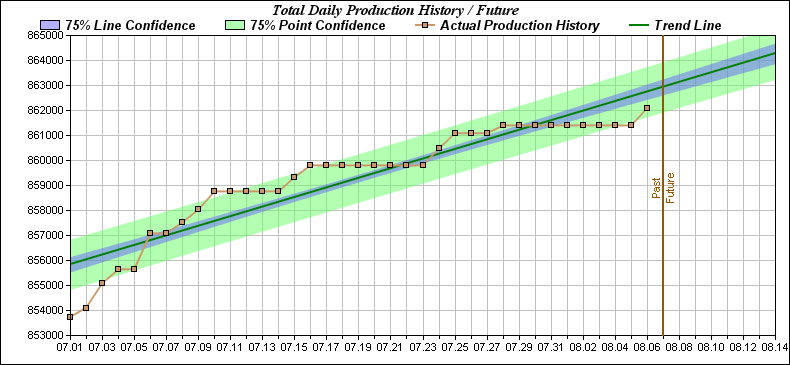 Total Daily Production History / Future
75% Line Confidence 75% Point Confidence Actual Production History Trend Line
865000
864000
863000
862000
861000
860000
859000
858000
857000
856000
855000
854000
853000
Past
Future
07.01 07.03 07.05 07.07 07.09 07.11 07.13 07.15 07.17 07.19 07.21 07.23 07.25 07.27 07.29 07.31 08.02 08.04 08.06 08.08 08.10 08.12 08.14